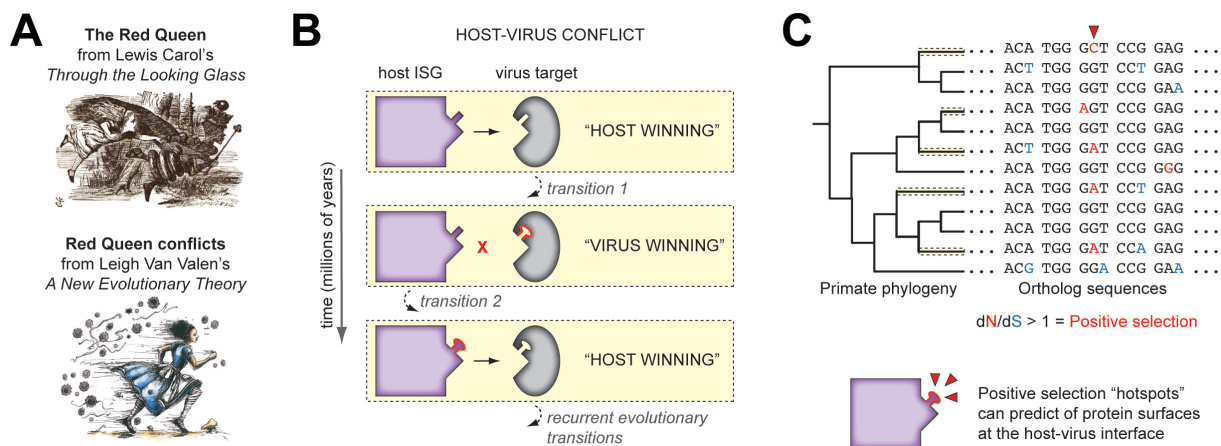 A
The Red Queen
from Lewis Carol's
Through the Looking Glass
Red Queen conflicts
from Leigh Van Valen's
A New Evolutionary Theory
B
HOST-VIRUS CONFLICT
host ISG
virus target
time (millions of years)
"HOST WINNING"
transition 1
X
"VIRUS WINNING"
transition 2
"HOST WINNING"
recurrent evolutionary
transitions
C
... ACA TGG GCT CCG GAG ...
... ACT TGG GGT CCT GAG ...
... ACA TGG GGT CCG GAA ...
... ACA TGG AGT CCG GAG ...
... ACA TGG GGT CCG GAG ...
... ACT TGG GAT CCG GAG ...
... ACA TGG GGT CCG GGG ...
... ACA TGG GAT CCT GAG ...
... ACA TGG GGT CCG GAG ...
... ACA TGG GGT CCG GAG ...
... ACA TGG GAT CCA GAG ...
... ACG TGG GGA CCG GAA ...
Primate phylogeny
Ortholog sequences
dN/dS > 1 = Positive selection
Positive selection "hotspots"
can predict of protein surfaces
at the host-virus interface